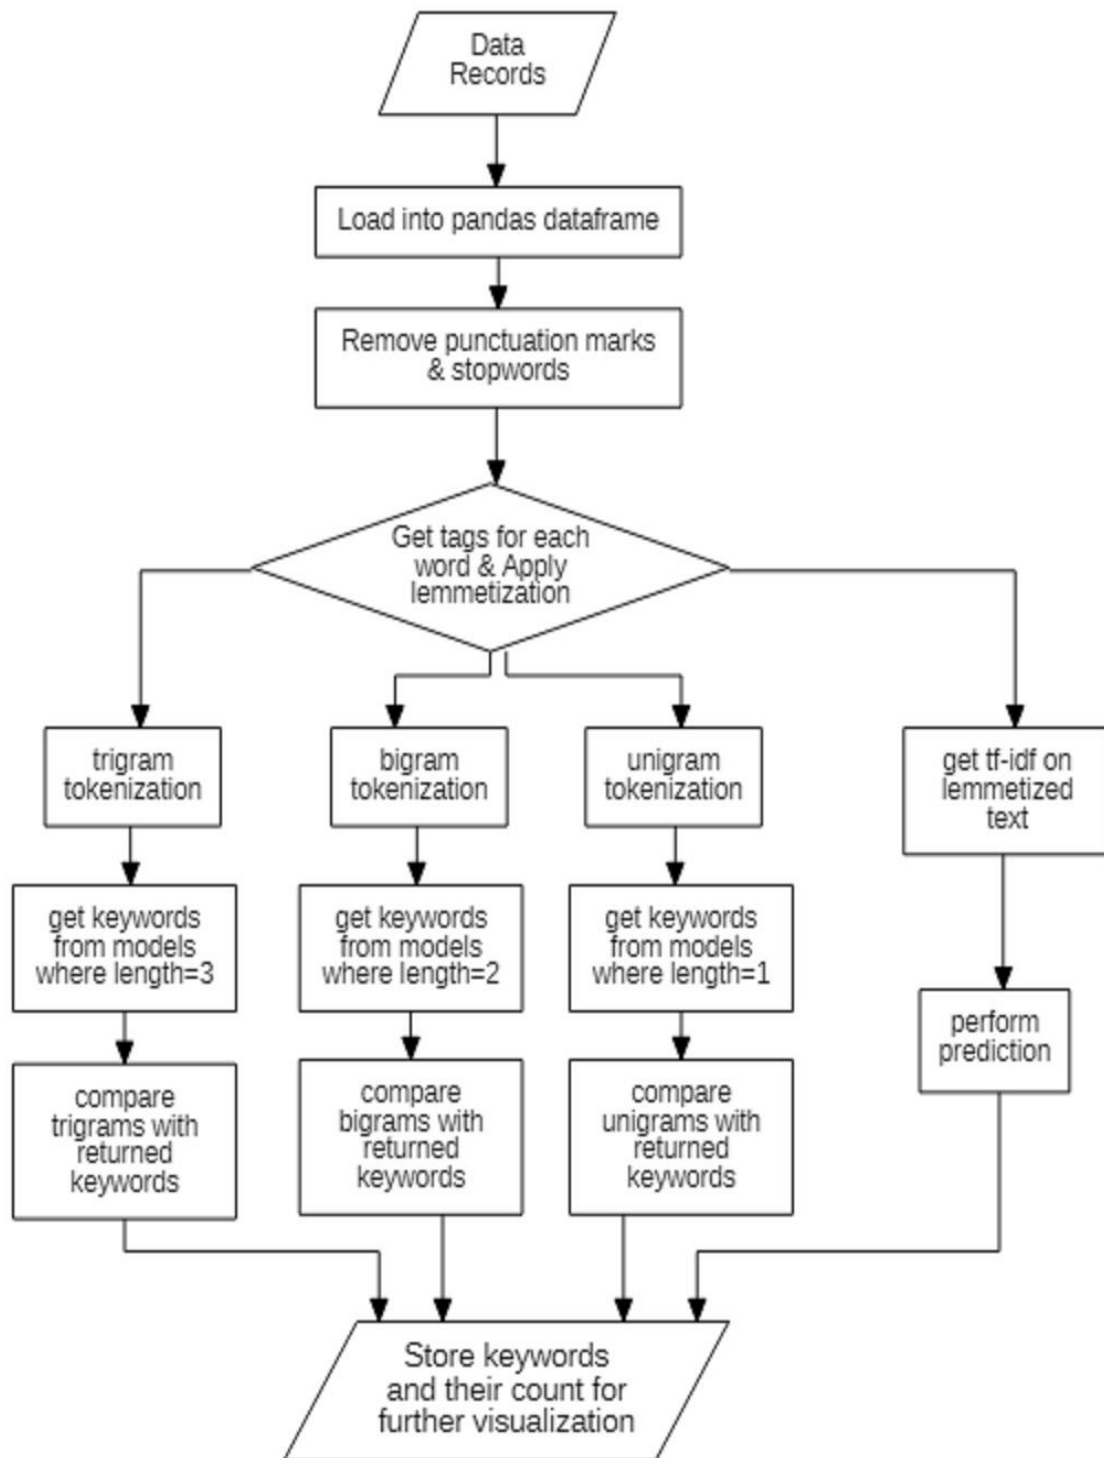 Data
Records
Load into pandas dataframe
Remove punctuation marks
& stopwords
Get tags for each
word & Apply
lemmetization
trigram
tokenization
bigram
tokenization
unigram
tokenization
get tf-idf on
lemmetized
text
get keywords
from models
where length=3
get keywords
from models
where length=2
get keywords
from models
where length=1
perform
prediction
compare
trigrams with
returned
keywords
compare
bigrams with
returned
keywords
compare
unigrams with
returned
keywords
Store keywords
and their count for
further visualization